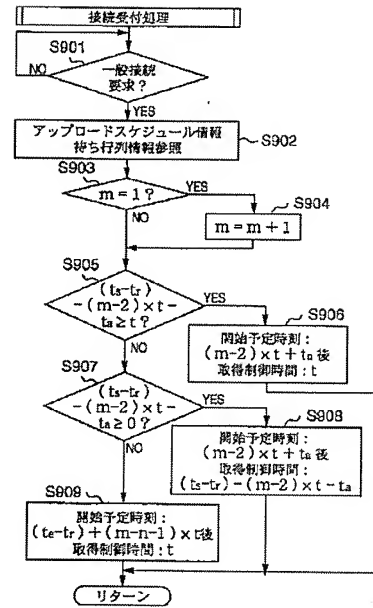 接続受付処理
S901
一般接続
要求?
NO
YES
アップロードスケジュール情報
持ち行列情報参照
S902
S903
m=1?
YES
NO
S904
m=m+1
S905
(ts-tr)
-(m-2)×t-
ta≥t?
YES
NO
S906
開始予定時刻:
(m-2)×t+ta後
取得制御時間:t
S907
(ts-tr)
-(m-2)×t-
ta≥0?
YES
NO
S908
開始予定時刻:
(m-2)×t+ta後
取得制御時間:
(ts-tr)-(m-2)×t-ta
S909
開始予定時刻:
(te-tr)+(m-n-1)×t後
取得制御時間:t
リターン